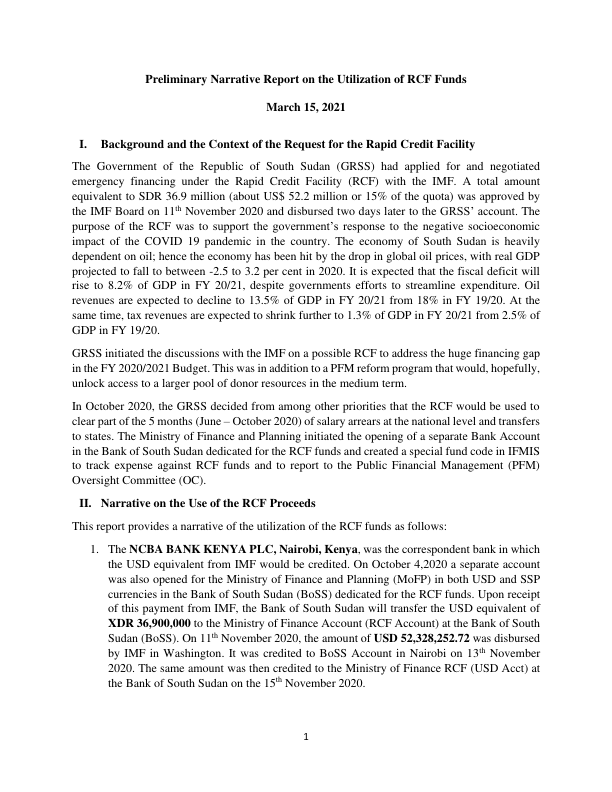 Preliminary Narrative Report on the Utilization of RCF Funds
March 15, 2021
I. Background and the Context of the Request for the Rapid Credit Facility
The Government of the Republic of South Sudan (GRSS) had applied for and negotiated
emergency financing under the Rapid Credit Facility (RCF) with the IMF. A total amount
equivalent to SDR 36.9 million (about US$ 52.2 million or 15% of the quota) was approved by
the IMF Board on 11th November 2020 and disbursed two days later to the GRSS’ account. The
purpose of the RCF was to support the government’s response to the negative socioeconomic
impact of the COVID 19 pandemic in the country. The economy of South Sudan is heavily
dependent on oil; hence the economy has been hit by the drop in global oil prices, with real GDP
projected to fall to between -2.5 to 3.2 per cent in 2020. It is expected that the fiscal deficit will
rise to 8.2% of GDP in FY 20/21, despite governments efforts to streamline expenditure. Oil
revenues are expected to decline to 13.5% of GDP in FY 20/21 from 18% in FY 19/20. At the
same time, tax revenues are expected to shrink further to 1.3% of GDP in FY 20/21 from 2.5% of
GDP in FY 19/20.
GRSS initiated the discussions with the IMF on a possible RCF to address the huge financing gap
in the FY 2020/2021 Budget. This was in addition to a PFM reform program that would, hopefully,
unlock access to a larger pool of donor resources in the medium term.
In October 2020, the GRSS decided from among other priorities that the RCF would be used to
clear part of the 5 months (June – October 2020) of salary arrears at the national level and transfers
to states. The Ministry of Finance and Planning initiated the opening of a separate Bank Account
in the Bank of South Sudan dedicated for the RCF funds and created a special fund code in IFMIS
to track expense against RCF funds and to report to the Public Financial Management (PFM)
Oversight Committee (OC).
II. Narrative on the Use of the RCF Proceeds
This report provides a narrative of the utilization of the RCF funds as follows:
1. The NCBA BANK KENYA PLC, Nairobi, Kenya, was the correspondent bank in which
the USD equivalent from IMF would be credited. On October 4,2020 a separate account
was also opened for the Ministry of Finance and Planning (MoFP) in both USD and SSP
currencies in the Bank of South Sudan (BoSS) dedicated for the RCF funds. Upon receipt
of this payment from IMF, the Bank of South Sudan will transfer the USD equivalent of
XDR 36,900,000 to the Ministry of Finance Account (RCF Account) at the Bank of South
Sudan (BoSS). On 11th November 2020, the amount of USD 52,328,252.72 was disbursed
by IMF in Washington. It was credited to BoSS Account in Nairobi on 13th November
2020. The same amount was then credited to the Ministry of Finance RCF (USD Acct) at
the Bank of South Sudan on the 15th November 2020.
1